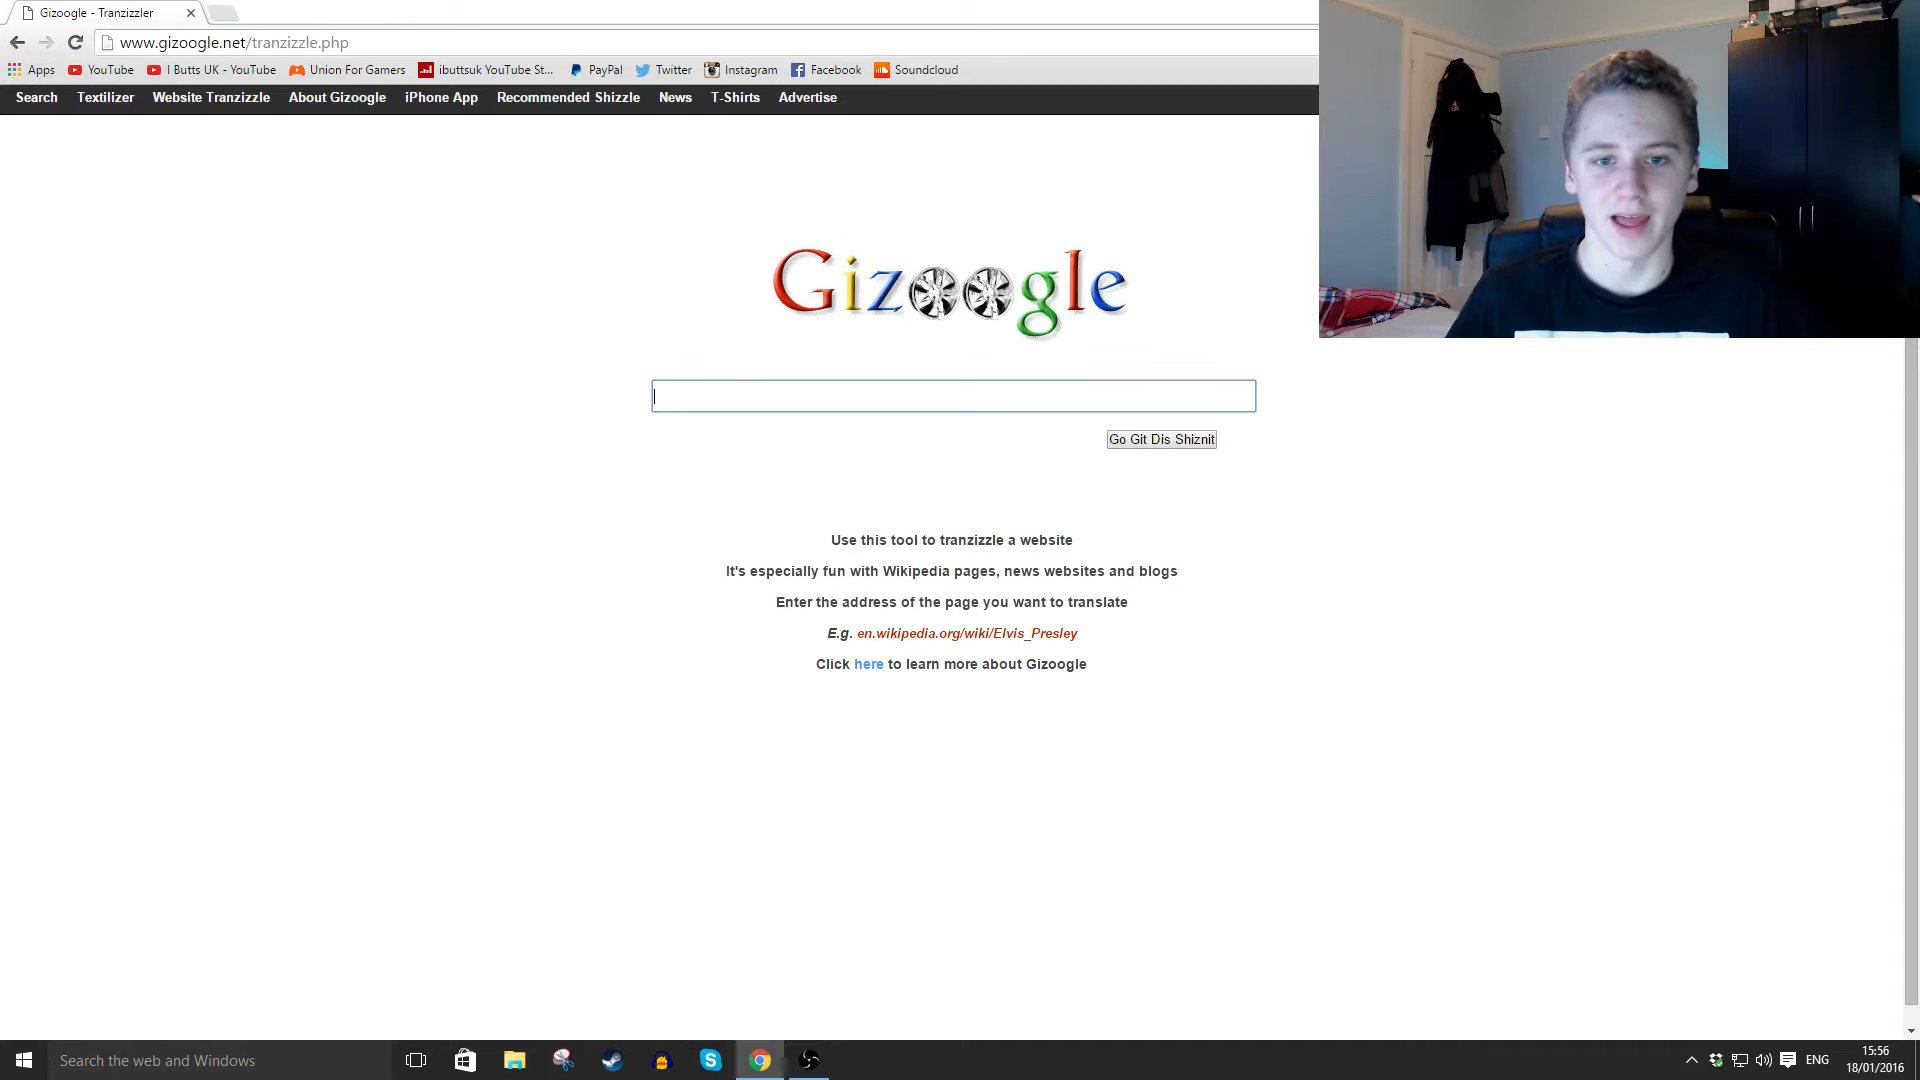 Gizoogle - Tranzizzler
www.gizoogle.net/tranzizzle.php
Apps YouTube I Butts UK - YouTube Union For Gamers ibuttsuk YouTube St... PayPal Twitter Instagram Facebook Soundcloud
Search Textilizer Website Tranzizzle About Gizoogle iPhone App Recommended Shizzle News T-Shirts Advertise
Gizoogle
Go Git Dis Shiznit
Use this tool to tranzizzle a website
It's especially fun with Wikipedia pages, news websites and blogs
Enter the address of the page you want to translate
E.g. en.wikipedia.org/wiki/Elvis_Presley
Click here to learn more about Gizoogle
Search the web and Windows
ENG
15:56
18/01/2016